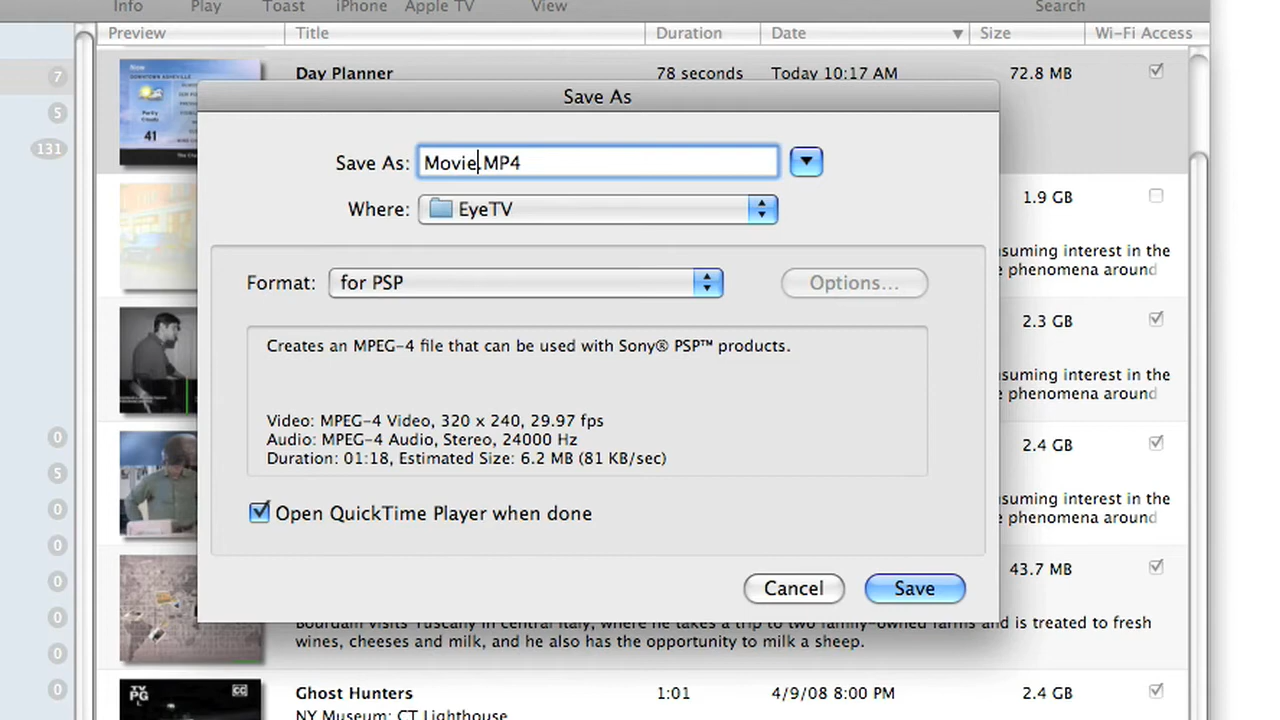 Info Play Toast iPhone Apple TV View Search
Preview Title Duration Date Size Wi-Fi Access
7 Day Planner 78 seconds Today 10:17 AM 72.8 MB
Now
DOWNTOWN ASHEVILLE
Partly
Cloudy
41
5
131
Save As
Save As: Movie.MP4
Where: EyeTV
1.9 GB
suming interest in the
e phenomena around
Format: for PSP Options...
2.3 GB
Creates an MPEG-4 file that can be used with Sony® PSP™ products.
suming interest in the
e phenomena around
Video: MPEG-4 Video, 320 x 240, 29.97 fps
Audio: MPEG-4 Audio, Stereo, 24000 Hz
Duration: 01:18, Estimated Size: 6.2 MB (81 KB/sec)
0
2.4 GB
5
suming interest in the
e phenomena around
Open QuickTime Player when done
0
0
43.7 MB
0
Cancel Save
0
Bourdain visits Tuscany in central Italy, where he takes a trip to two family-owned farms and is treated to fresh
wines, cheeses and milk, and he also has the opportunity to milk a sheep.
0
0
TV
PG
L
CC
Ghost Hunters 1:01 4/9/08 8:00 PM 2.4 GB
NY Museum; CT Lighthouse